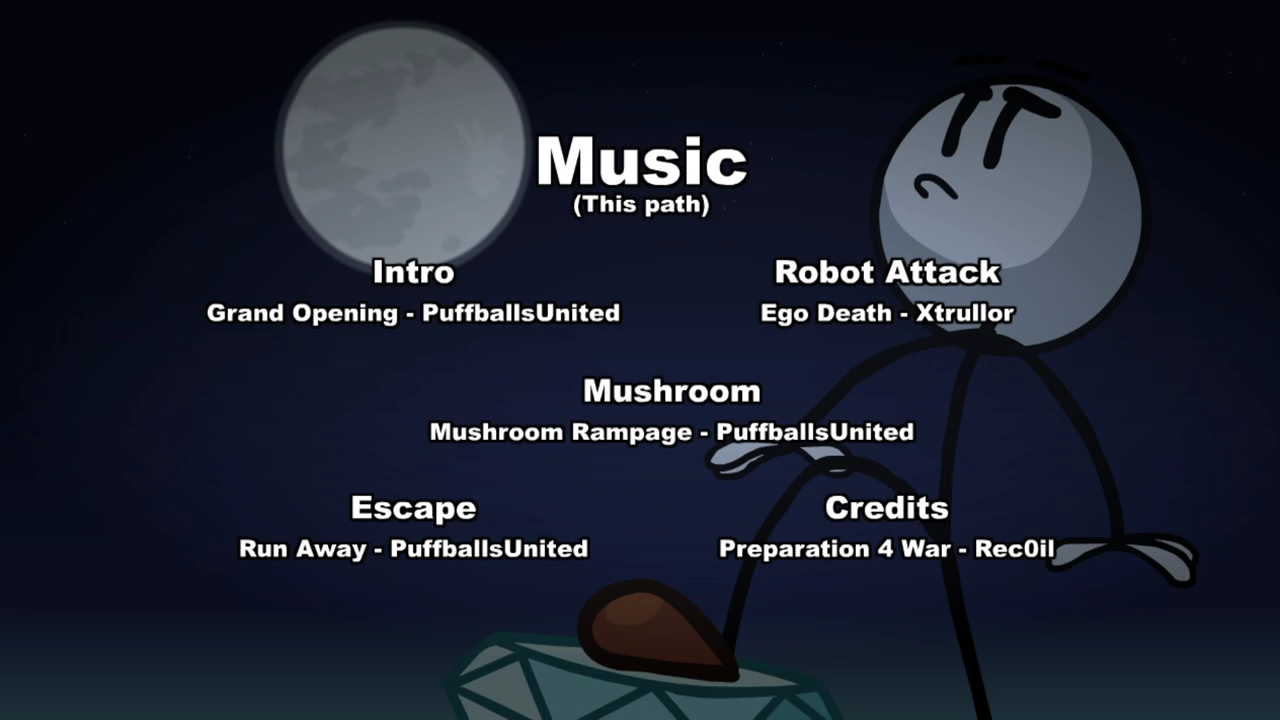 Music
(This path)
Intro
Grand Opening - PuffballsUnited
Robot Attack
Ego Death - Xtrullor
Mushroom
Mushroom Rampage - PuffballsUnited
Escape
Run Away - PuffballsUnited
Credits
Preparation 4 War - Rec0il